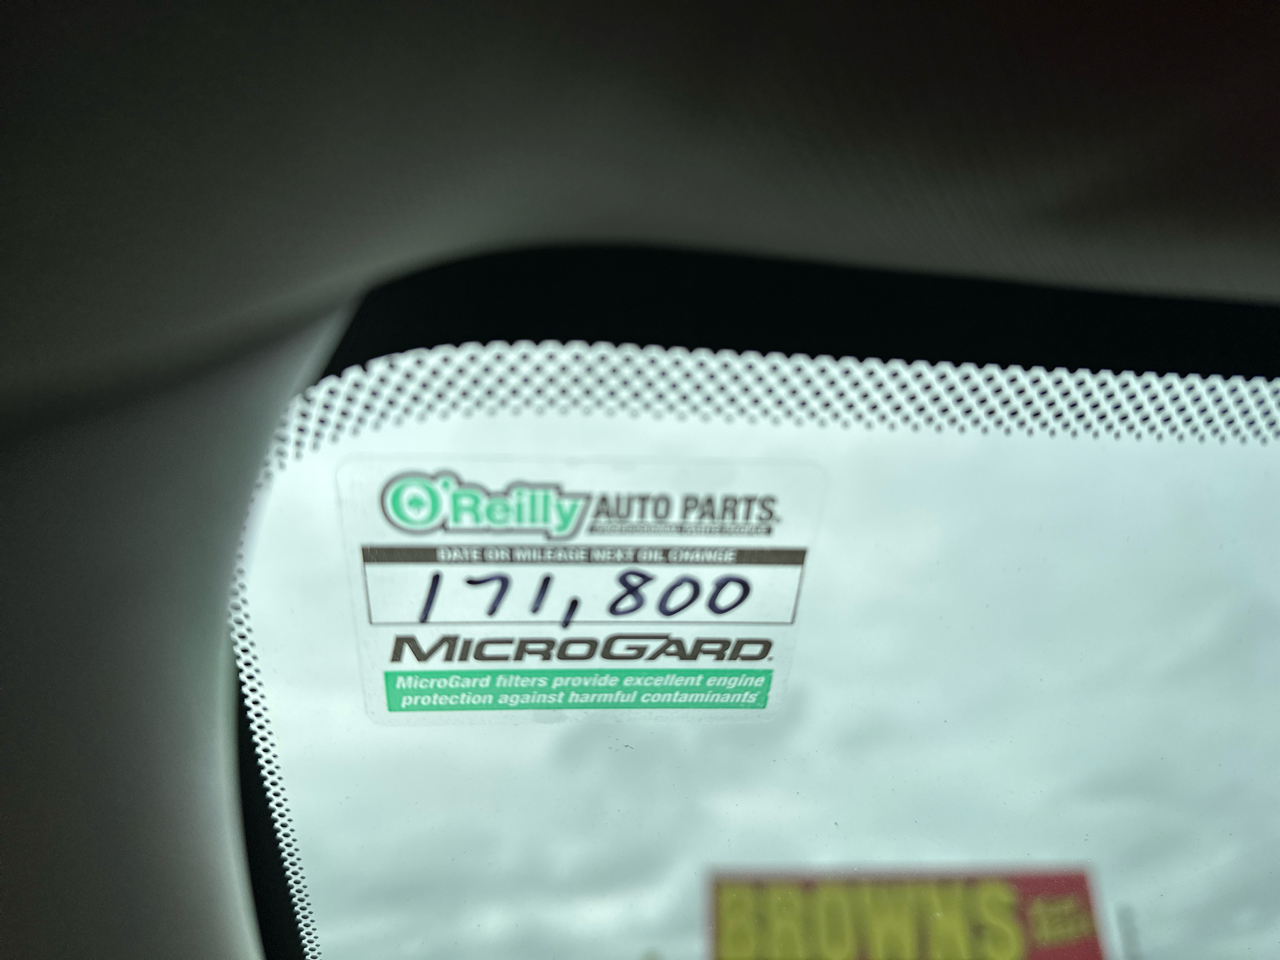 O'Reilly AUTO PARTS.
DATE OR MILEAGE NEXT OIL CHANGE
171,800
MICROGARD.
MicroGard filters provide excellent engine
protection against harmful contaminants
BROWNS